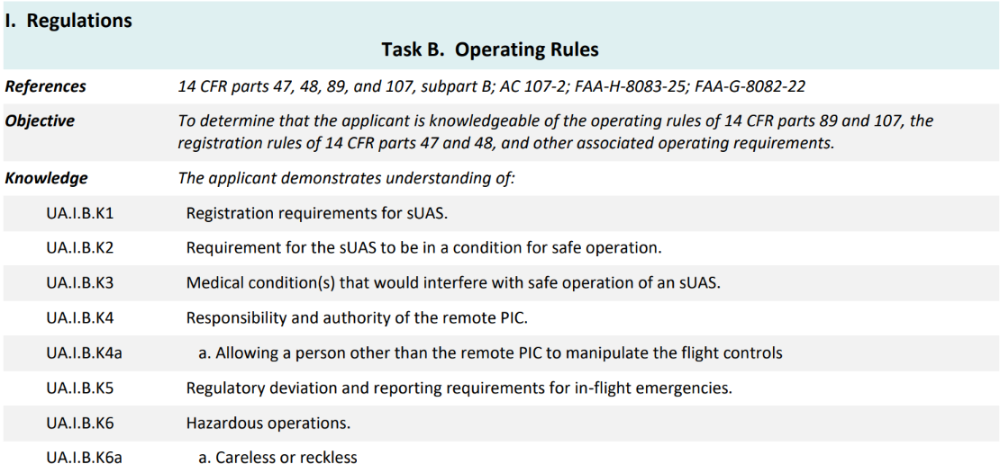 I. Regulations
Task B. Operating Rules
References 14 CFR parts 47, 48, 89, and 107, subpart B; AC 107-2; FAA-H-8083-25; FAA-G-8082-22
Objective To determine that the applicant is knowledgeable of the operating rules of 14 CFR parts 89 and 107, the
registration rules of 14 CFR parts 47 and 48, and other associated operating requirements.
Knowledge The applicant demonstrates understanding of:
UA.I.B.K1 Registration requirements for sUAS.
UA.I.B.K2 Requirement for the sUAS to be in a condition for safe operation.
UA.I.B.K3 Medical condition(s) that would interfere with safe operation of an sUAS.
UA.I.B.K4 Responsibility and authority of the remote PIC.
UA.I.B.K4a a. Allowing a person other than the remote PIC to manipulate the flight controls
UA.I.B.K5 Regulatory deviation and reporting requirements for in-flight emergencies.
UA.I.B.K6 Hazardous operations.
UA.I.B.K6a a. Careless or reckless